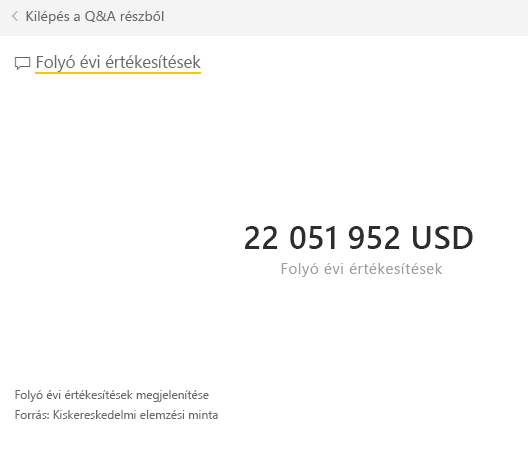 Kilépés a Q&A részből
Folyó évi értékesítések
22 051 952 USD
Folyó évi értékesítések
Folyó évi értékesítések megjelenítése
Forrás: Kiskereskedelmi elemzési minta